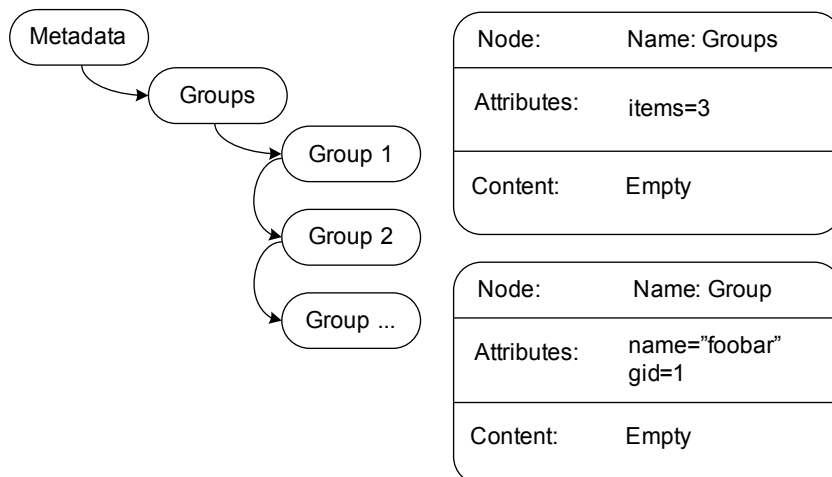 Metadata
Groups
Group 1
Group 2
Group ...
Node: Name: Groups
Attributes: items=3
Content: Empty
Node: Name: Group
Attributes: name=”foobar”
gid=1
Content: Empty